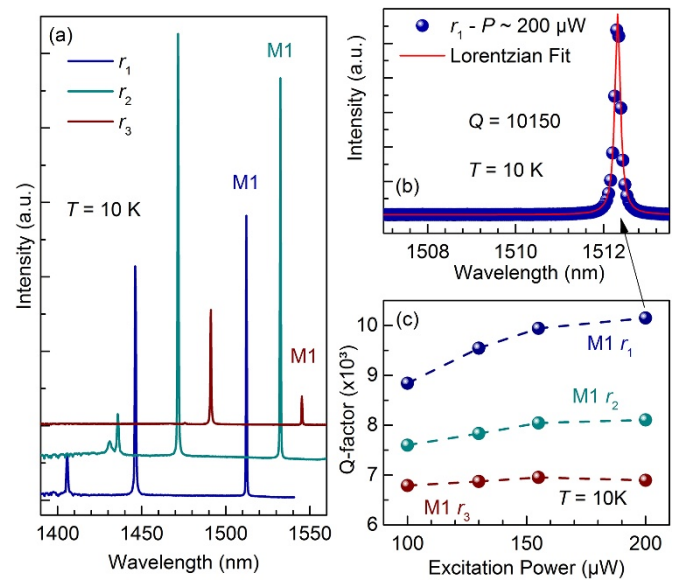 (a)
M1
r₁
r₂
r₃
M1
T = 10 K
M1
Intensity (a.u.)
1400 1450 1500 1550
Wavelength (nm)
r₁ - P ~ 200 µW
Lorentzian Fit
Q = 10150
T = 10 K
(b)
Intensity (a.u.)
1508 1510 1512
Wavelength (nm)
(c)
10
9
8
7
6
Q-factor (x10³)
M1 r₁
M1 r₂
M1 r₃
T = 10K
100 150 200
Excitation Power (µW)